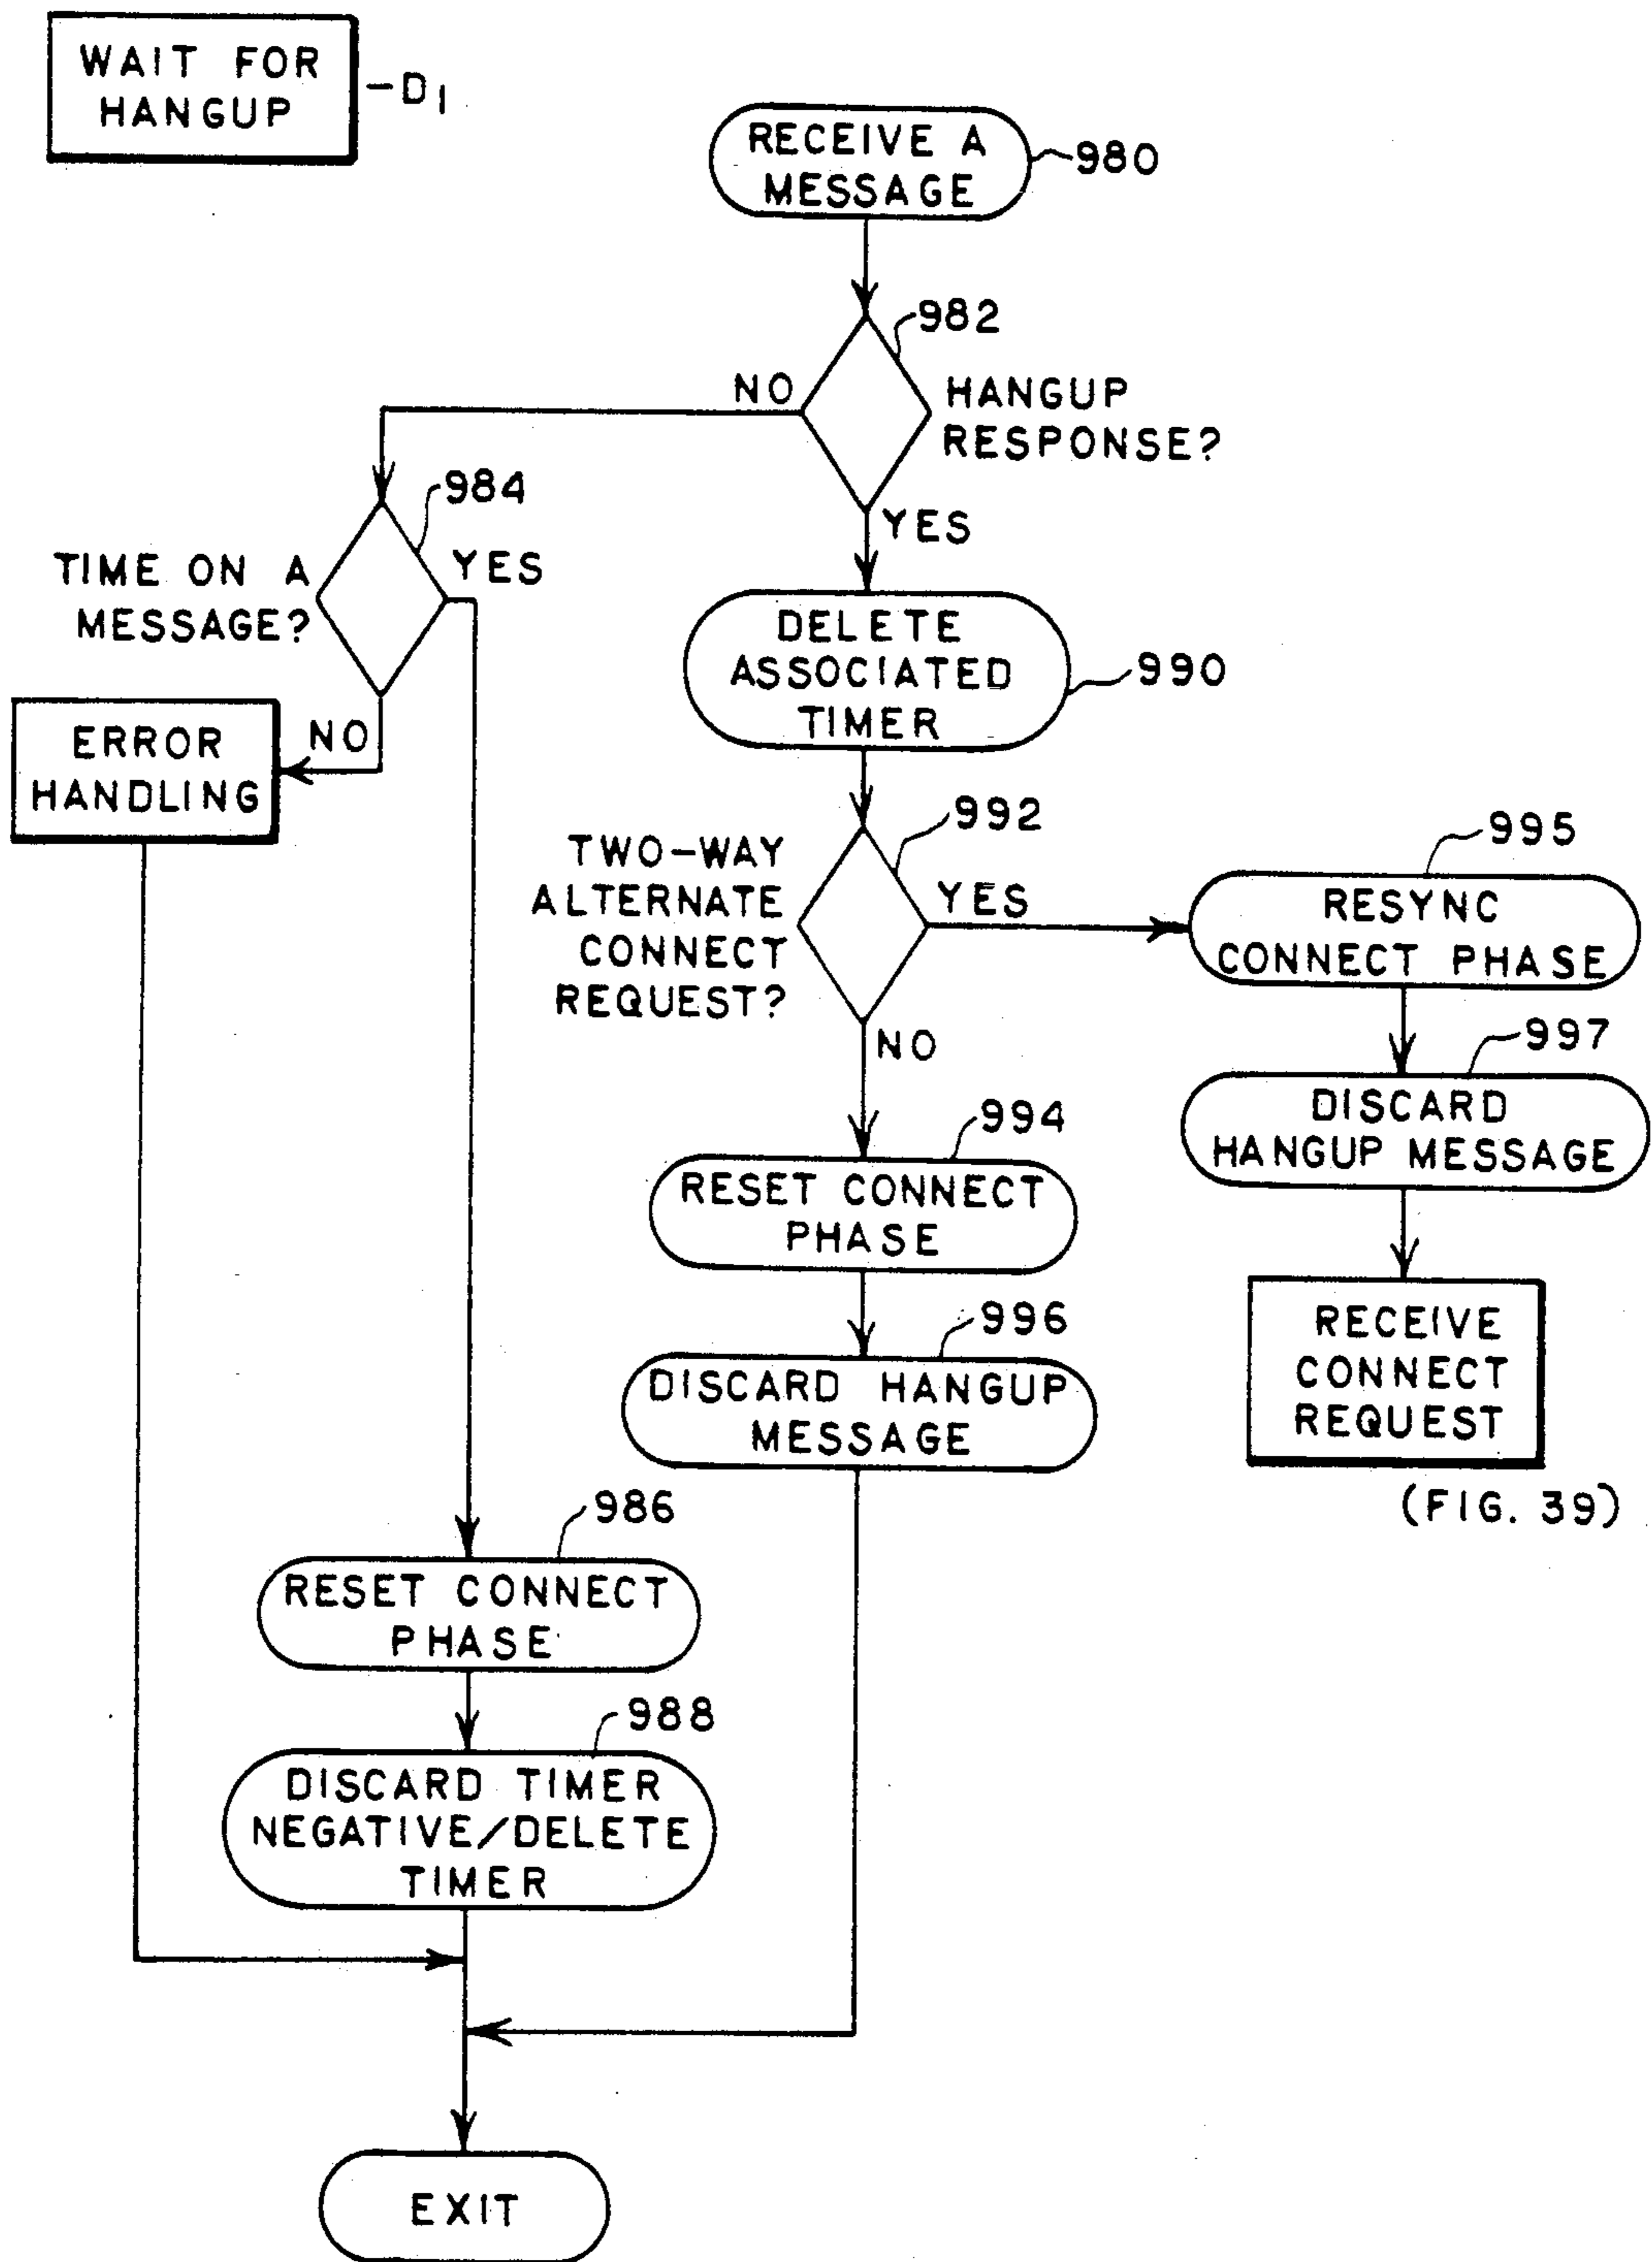 WAIT FOR
HANGUP
-D1
RECEIVE A
MESSAGE
980
982
NO
HANGUP
RESPONSE?
984
YES
TIME ON A
MESSAGE?
YES
DELETE
ASSOCIATED
TIMER
990
ERROR
HANDLING
NO
992
TWO-WAY
ALTERNATE
CONNECT
REQUEST?
YES
995
RESYNC
CONNECT PHASE
NO
997
DISCARD
HANGUP MESSAGE
994
RESET CONNECT
PHASE
996
DISCARD HANGUP
MESSAGE
RECEIVE
CONNECT
REQUEST
(FIG. 39)
986
RESET CONNECT
PHASE
988
DISCARD TIMER
NEGATIVE/DELETE
TIMER
EXIT